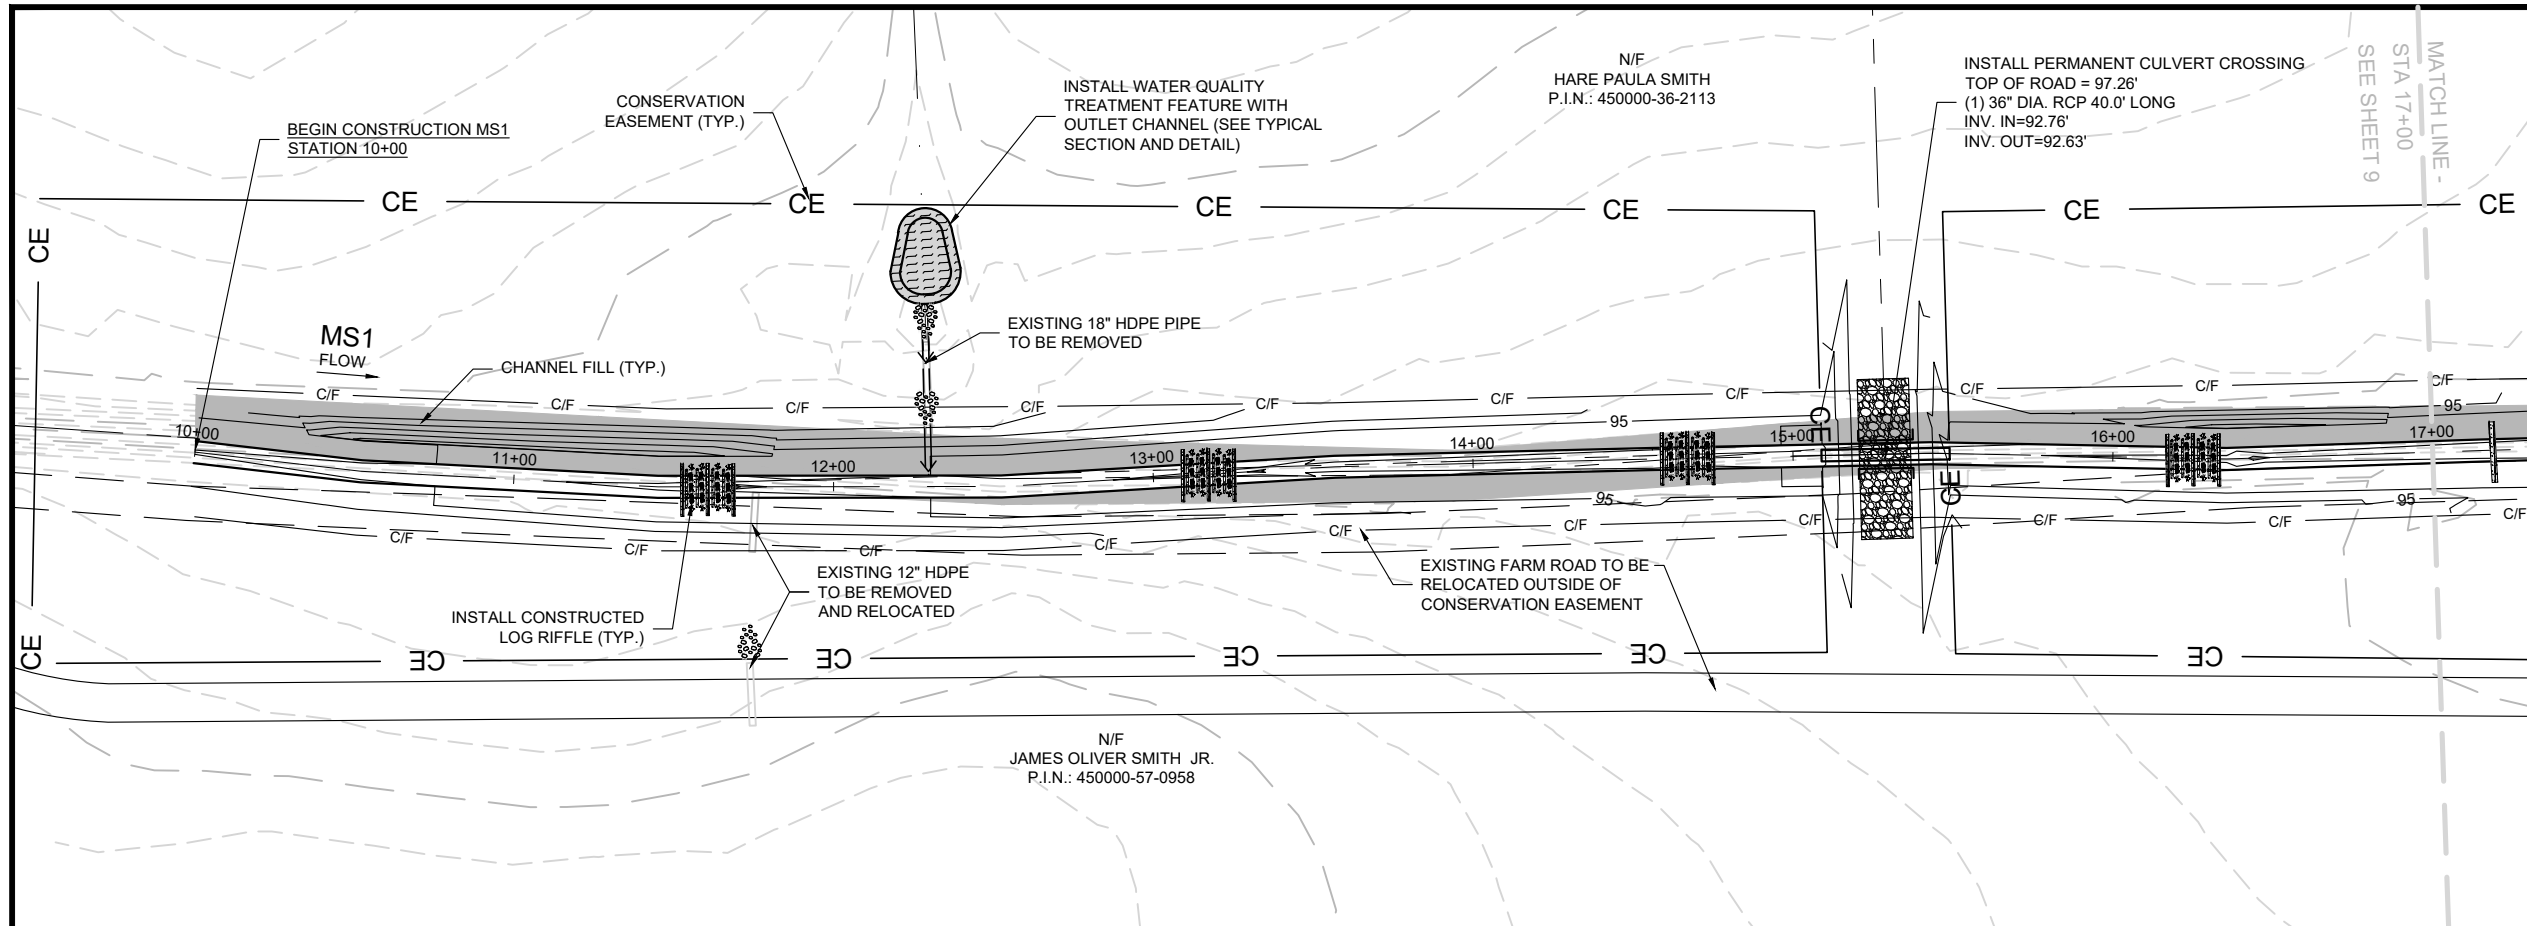 N/F
HARE PAULA SMITH
P.I.N.: 450000-36-2113
INSTALL PERMANENT CULVERT CROSSING
TOP OF ROAD = 97.26'
(1) 36" DIA. RCP 40.0' LONG
INV. IN=92.76'
INV. OUT=92.63'
MATCH LINE -
STA 17+00
SEE SHEET 9
INSTALL WATER QUALITY
TREATMENT FEATURE WITH
OUTLET CHANNEL (SEE TYPICAL
SECTION AND DETAIL)
CONSERVATION
EASEMENT (TYP.)
BEGIN CONSTRUCTION MS1
STATION 10+00
CE
CE
CE
CE
CE
CE
CE
EXISTING 18" HDPE PIPE
TO BE REMOVED
MS1
FLOW
CHANNEL FILL (TYP.)
C/F
C/F
C/F
C/F
C/F
C/F
C/F
C/F
C/F
C/F
95
95
10+00
11+00
12+00
13+00
14+00
15+00
16+00
17+00
CE
CE
95
95
C/F
C/F
C/F
C/F
C/F
C/F
C/F
C/F
C/F
C/F
EXISTING 12" HDPE
TO BE REMOVED
AND RELOCATED
EXISTING FARM ROAD TO BE
RELOCATED OUTSIDE OF
CONSERVATION EASEMENT
INSTALL CONSTRUCTED
LOG RIFFLE (TYP.)
CE
CE
CE
CE
CE
CE
N/F
JAMES OLIVER SMITH JR.
P.I.N.: 450000-57-0958